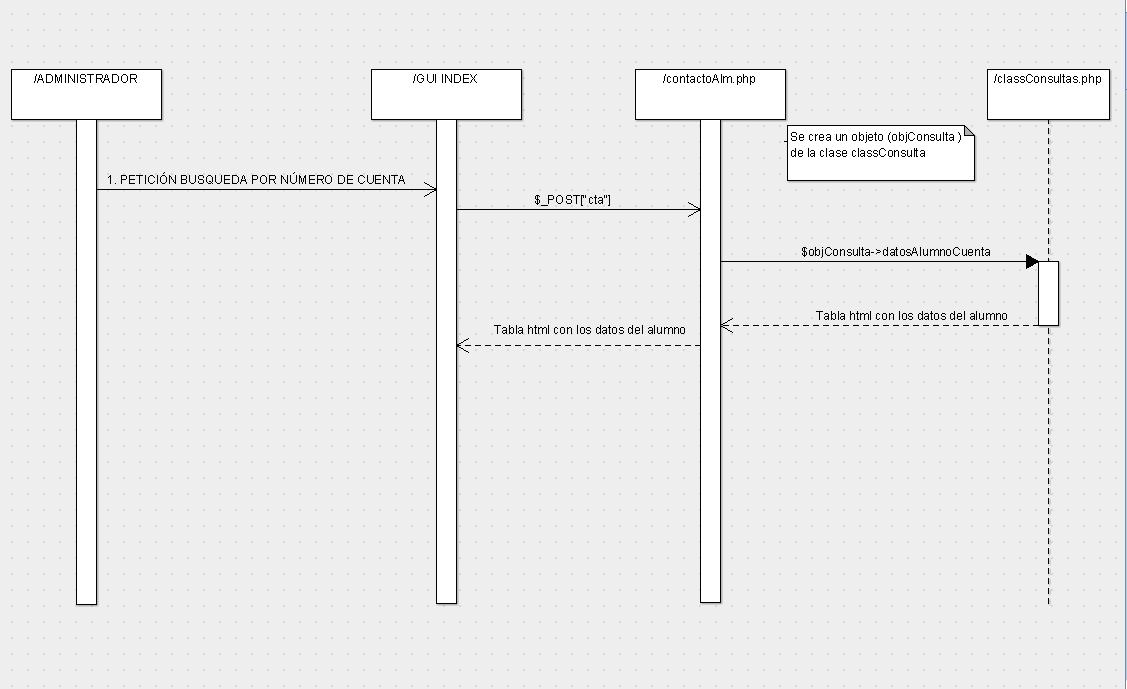 /ADMINISTRADOR
/GUI INDEX
/contactoAlm.php
/classConsultas.php
Se crea un objeto (objConsulta )
de la clase classConsulta
1. PETICIÓN BUSQUEDA POR NÚMERO DE CUENTA
$_POST["cta"]
$objConsulta->datosAlumnoCuenta
Tabla html con los datos del alumno
Tabla html con los datos del alumno